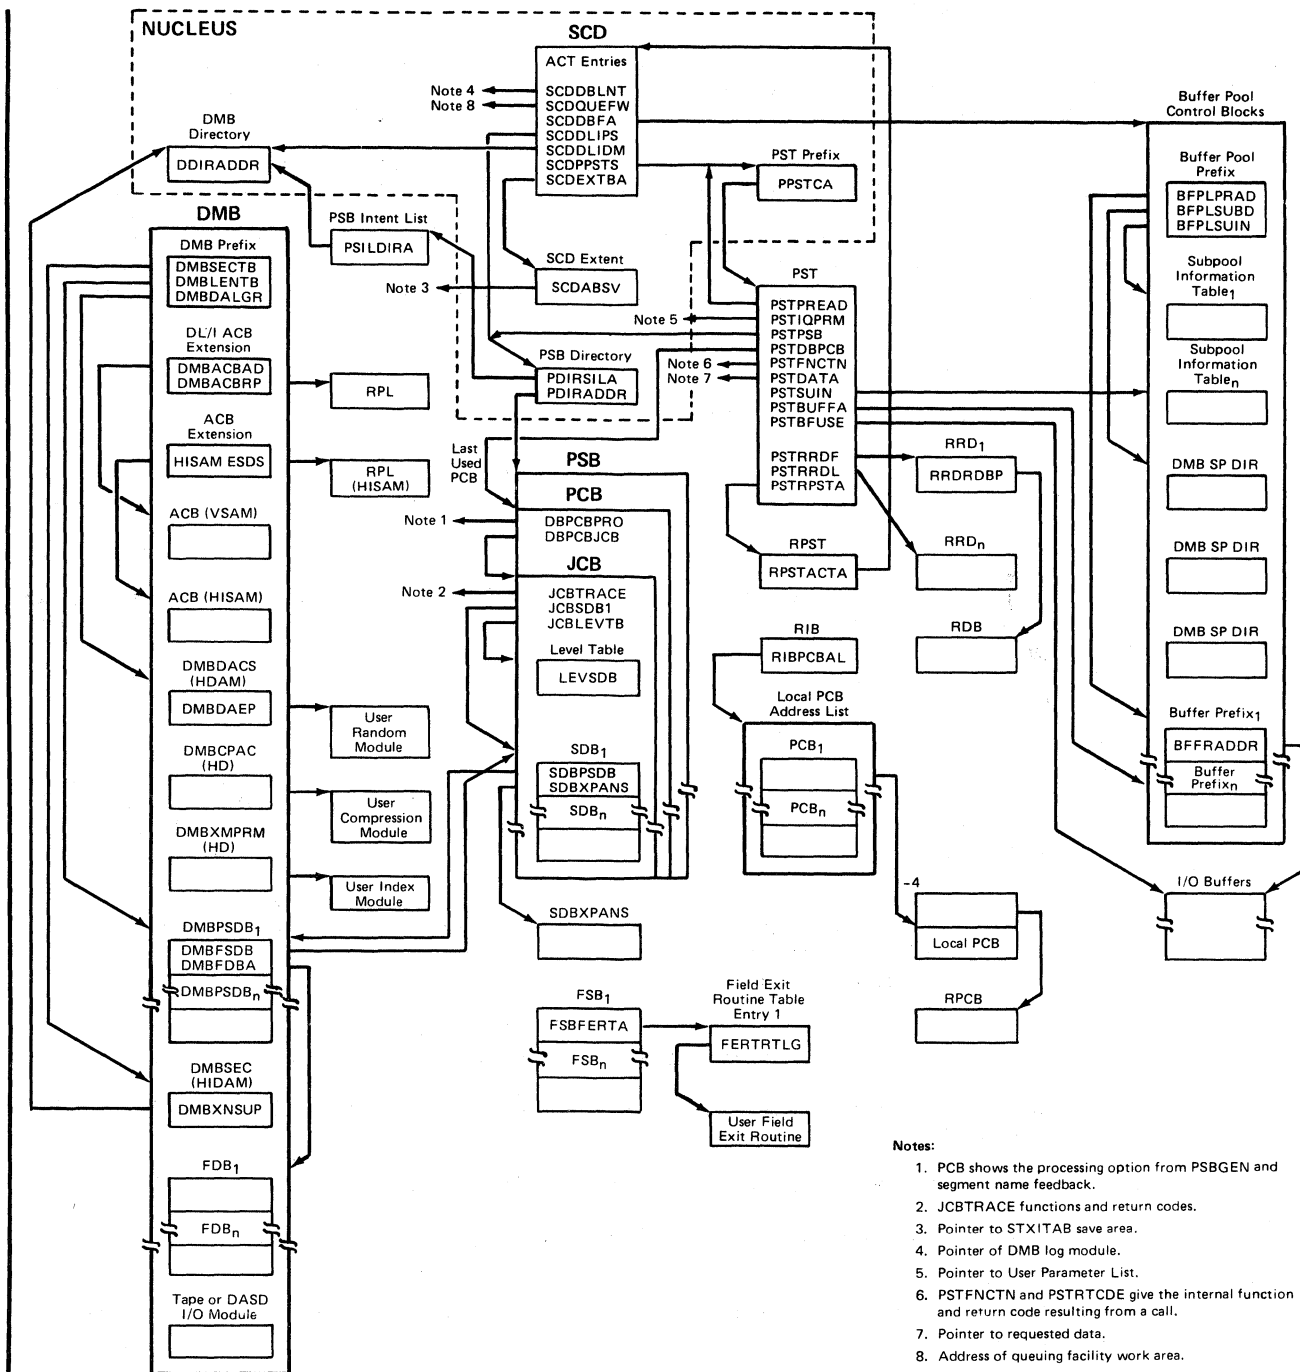 NUCLEUS
SCD
ACT Entries
SCDDBLNT
SCDQUEFW
SCDDBFA
SCDDLIPS
SCDDLIDM
SCDPPSTS
SCDEXTBA
Note 4
Note 8
DMB
Directory
DDIRADDR
PST Prefix
PPSTCA
PSB Intent List
PSILDIRA
SCD Extent
SCDABSV
Note 3
PSB Directory
PDIRSILA
PDIRADDR
DMB
DMB Prefix
DMBSECTB
DMBLENTB
DMBDALGR
DL/I ACB
Extension
DMBACBAD
DMBACBRP
RPL
ACB
Extension
HISAM ESDS
RPL
(HISAM)
ACB (VSAM)
ACB (HISAM)
DMBDACS
(HDAM)
DMBDAEP
User
Random
Module
DMBCPAC
(HD)
User
Compression
Module
DMBXMPRM
(HD)
User Index
Module
DMBPSDB1
DMBFSDB
DMBFDBA
DMBPSDBn
DMBSEC
(HIDAM)
DMBXNSUP
FDB1
FDBn
Tape or DASD
I/O Module
Last
Used
PCB
PSB
PCB
Note 1
DBPCBPRO
DBPCBJCB
JCB
Note 2
JCBTRACE
JCBSDB1
JCBLEVTB
Level Table
LEVSDB
SDB1
SDBPSDB
SDBXPANS
SDBn
SDBXPANS
FSB1
FSBFERTA
FSBn
Field Exit
Routine Table
Entry 1
FERTRTLG
User Field
Exit Routine
PST
PSTPREAD
PSTIQPRM
PSTPSB
PSTDBPCB
PSTFNCTN
PSTDATA
PSTSUIN
PSTBUFFA
PSTBFUSE
PSTRRDF
PSTRRDL
PSTRPSTA
Note 5
Note 6
Note 7
RPST
RPSTACTA
RIB
RIBPCBAL
Local PCB
Address List
PCB1
PCBn
RRD1
RRDRDBP
RRDn
RDB
-4
Local PCB
RPCB
Buffer Pool
Control Blocks
Buffer Pool
Prefix
BFPLPRAD
BFPLSUBD
BFPLSUIN
Subpool
Information
Table1
Subpool
Information
Tablen
DMB SP DIR
DMB SP DIR
DMB SP DIR
Buffer Prefix1
BFFRADDR
Buffer
Prefixn
I/O Buffers
Notes:
1. PCB shows the processing option from PSBGEN and
segment name feedback.
2. JCBTRACE functions and return codes.
3. Pointer to STXITAB save area.
4. Pointer of DMB log module.
5. Pointer to User Parameter List.
6. PSTFNCTN and PSTRTCDE give the internal function
and return code resulting from a call.
7. Pointer to requested data.
8. Address of queuing facility work area.